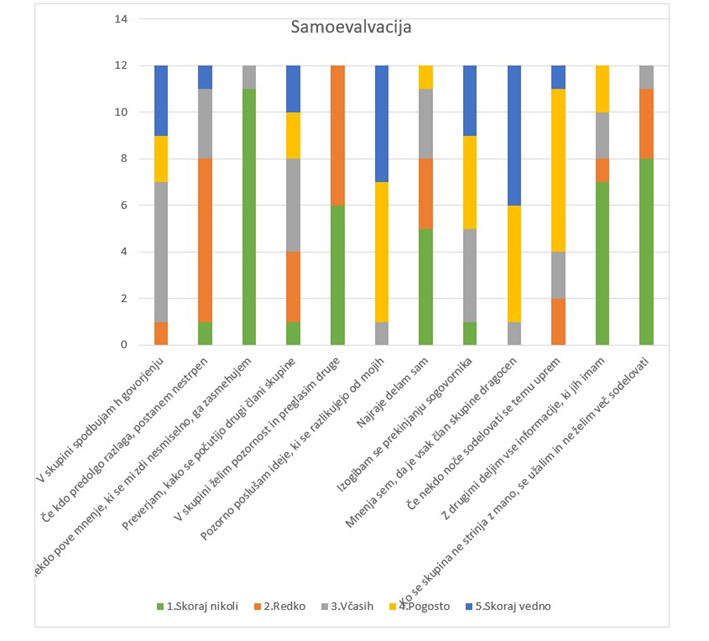 Samoevalvacija
14
12
10
8
6
4
2
0
V skupini spodbujam h govorjenju
Če kdo predolgo razlaga, postanem nestrpen
nekdo pove mnenje, ki se mi zdi nesmiselno, ga zasmehujem
Preverjam, kako se počutijo drugi člani skupine
V skupini želim pozornost in preglasim druge
Pozorno poslušam ideje, ki se razlikujejo od mojih
Najraje delam sam
Izogibam se prekinjanju sogovornika
Mnenja sem, da je vsak član skupine dragocen
Če nekdo noče sodelovati se temu uprem
Z drugimi deljim vse informacije, ki jih imam
Ko se skupina ne strinja z mano, se užalim in ne želim več sodelovati
1.Skoraj nikoli
2.Redko
3.Včasih
4.Pogosto
5.Skoraj vedno